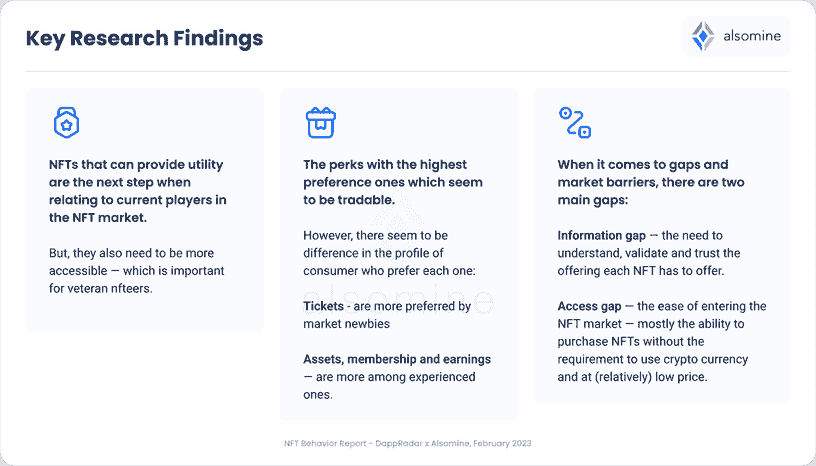 Key Research Findings
alsomine
NFTs that can provide utility
are the next step when
relating to current players in
the NFT market.
But, they also need to be more
accessible — which is important
for veteran nfteers.
The perks with the highest
preference ones which seem
to be tradable.
However, there seem to be
difference in the profile of
consumer who prefer each one:
Tickets - are more preferred by
market newbies
Assets, membership and earnings
— are more among experienced
ones.
alsomine
When it comes to gaps and
market barriers, there are two
main gaps:
Information gap — the need to
understand, validate and trust the
offering each NFT has to offer.
Access gap — the ease of entering the
NFT market — mostly the ability to
purchase NFTs without the
requirement to use crypto currency
and at (relatively) low price.
NFT Behavior Report - DappRadar x Alsomine, February 2023